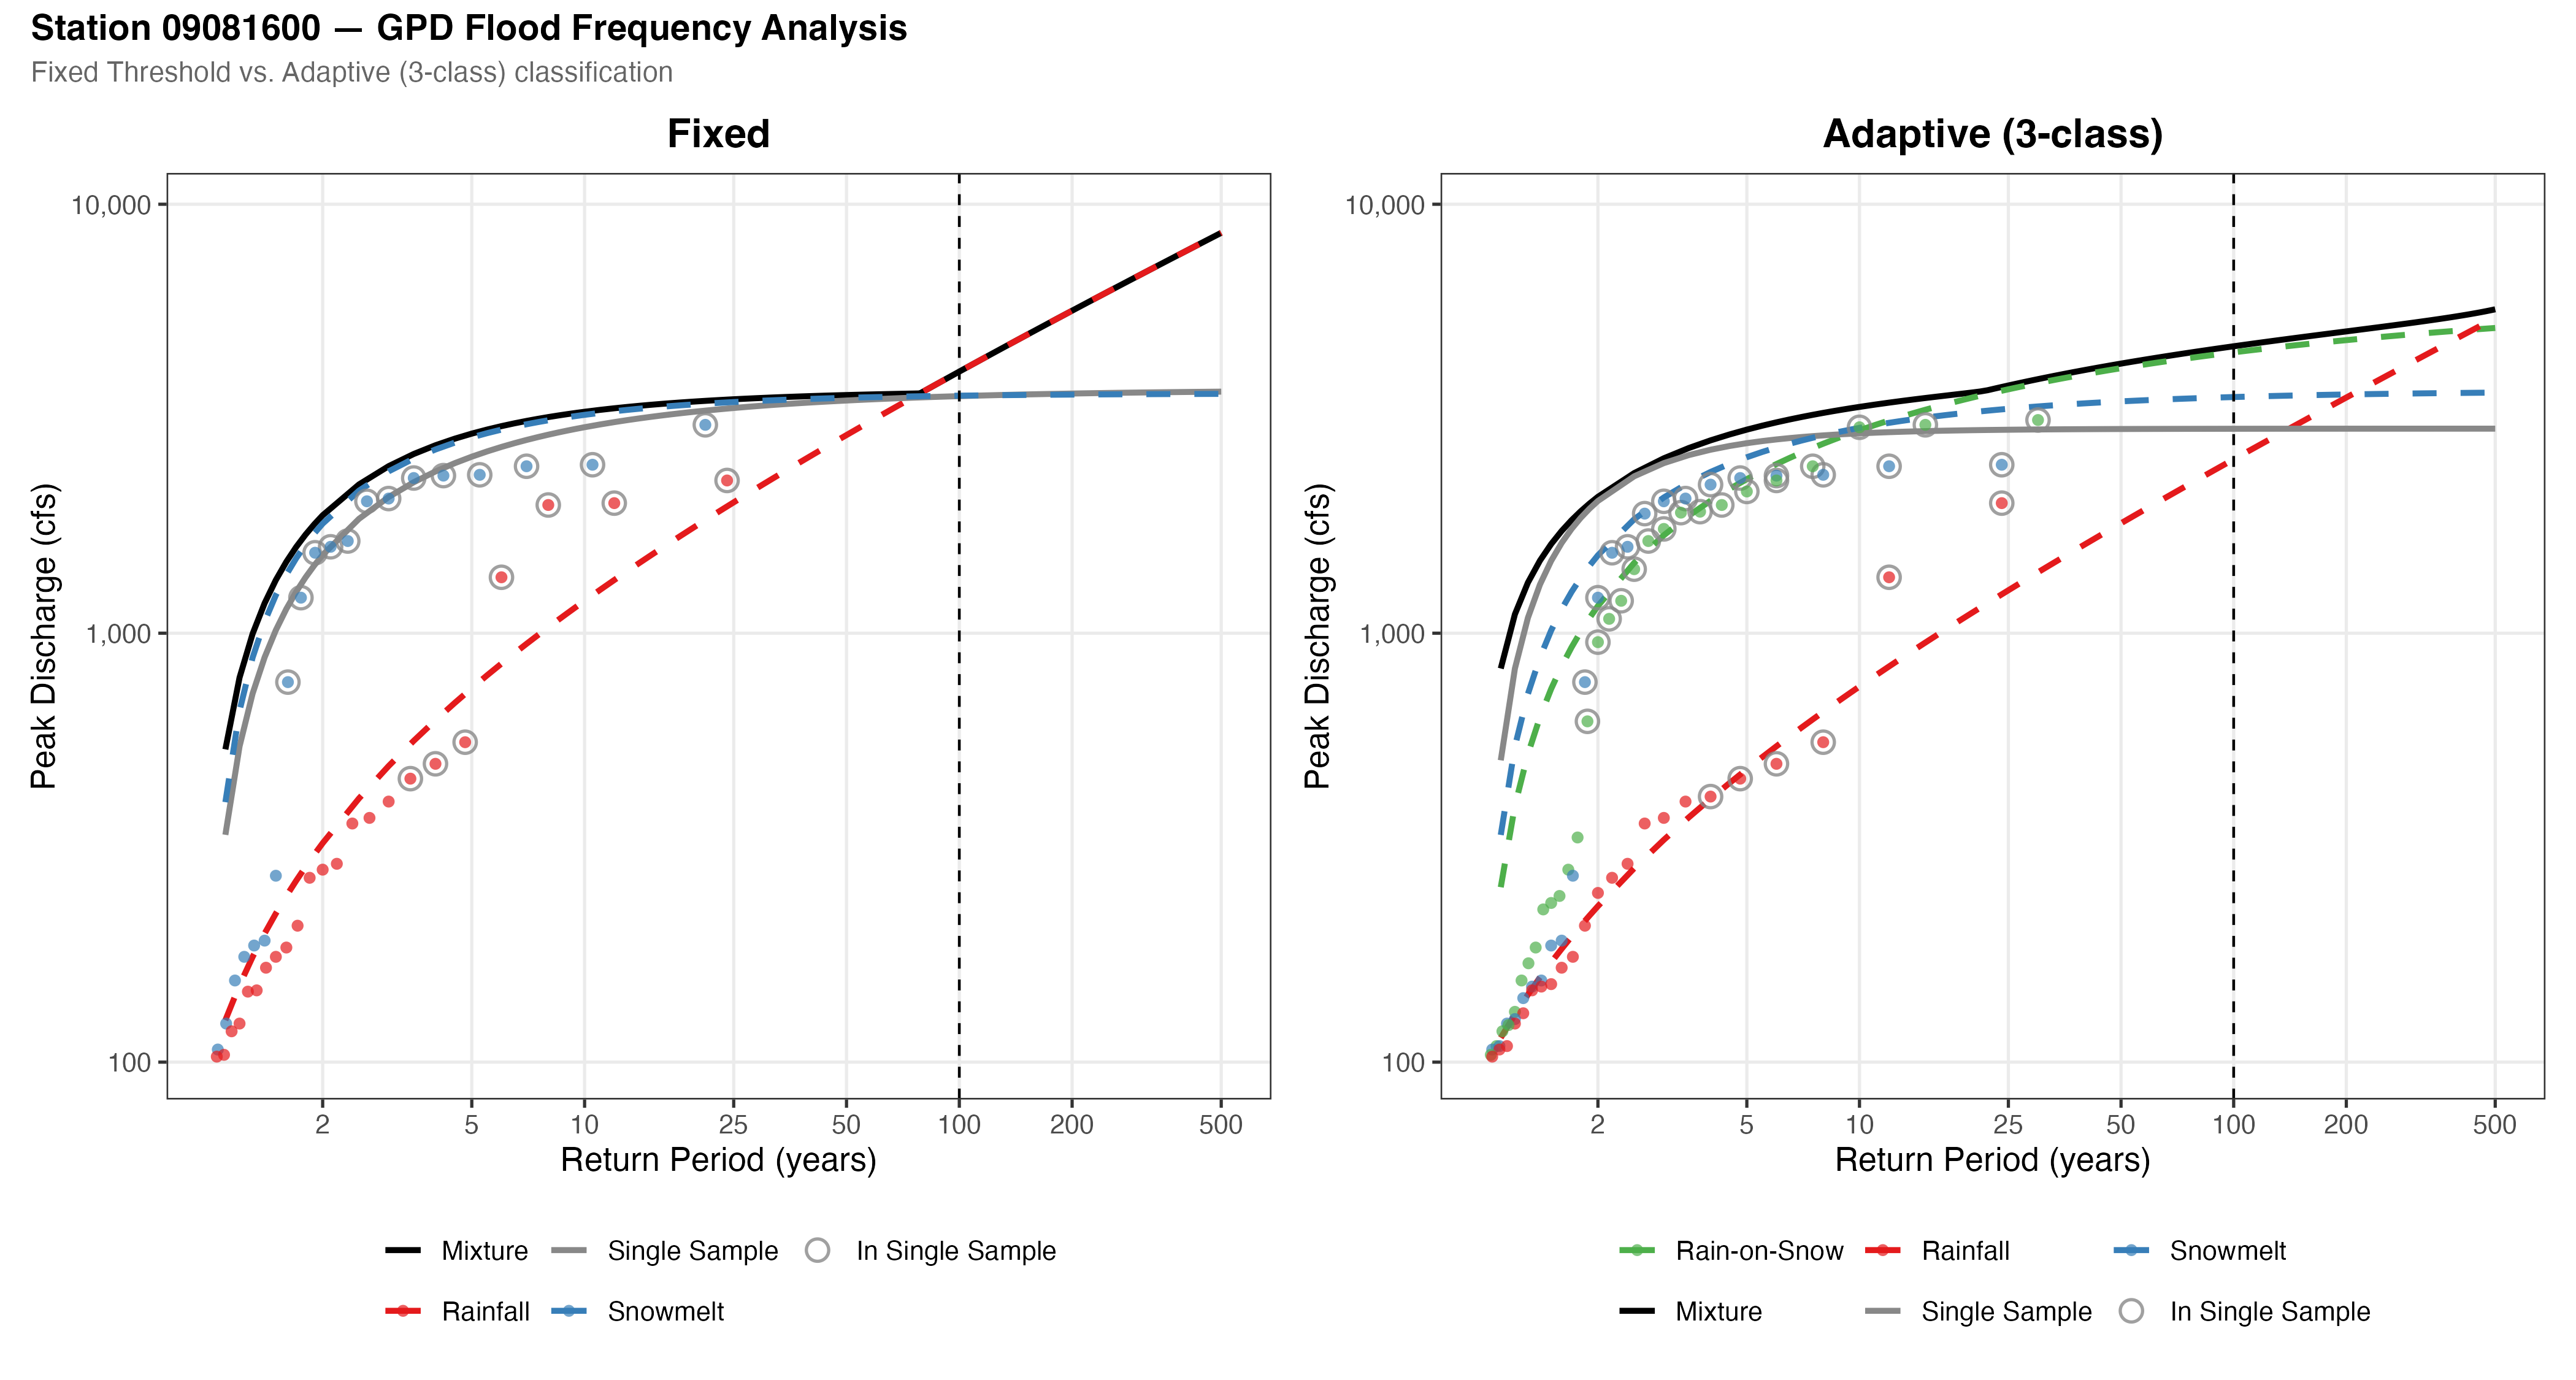 Station 09081600 — GPD Flood Frequency Analysis
Fixed Threshold vs. Adaptive (3-class) classification
Fixed
Peak Discharge (cfs)
10,000
1,000
100
2 5 10 25 50 100 200 500
Return Period (years)
Mixture Single Sample In Single Sample
Rainfall Snowmelt
Adaptive (3-class)
Peak Discharge (cfs)
10,000
1,000
100
2 5 10 25 50 100 200 500
Return Period (years)
Rain-on-Snow Rainfall Snowmelt
Mixture Single Sample In Single Sample